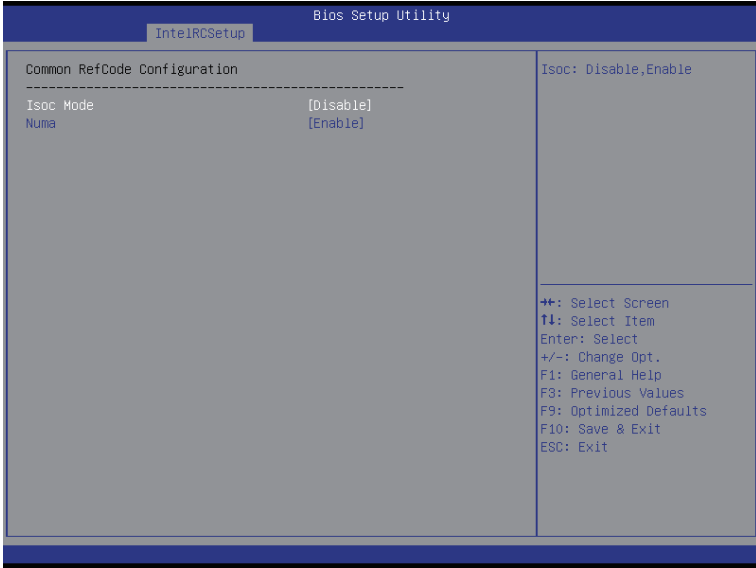 Bios Setup Utility
IntelRCSetup
Common RefCode Configuration
--------------------------------------------------
Isoc Mode [Disable]
Numa [Enable]
Isoc: Disable,Enable
→←: Select Screen
↑↓: Select Item
Enter: Select
+/-: Change Opt.
F1: General Help
F3: Previous Values
F9: Optimized Defaults
F10: Save & Exit
ESC: Exit